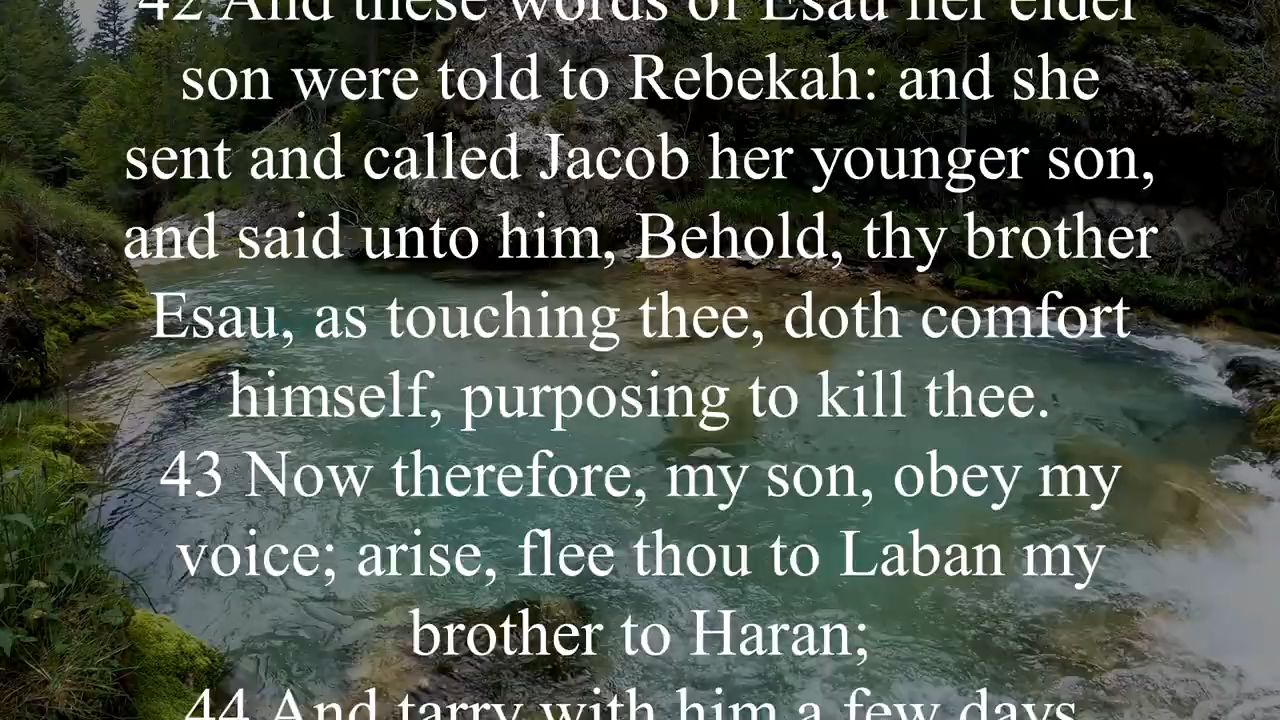 42 And these words of Esau her elder
son were told to Rebekah: and she
sent and called Jacob her younger son,
and said unto him, Behold, thy brother
Esau, as touching thee, doth comfort
himself, purposing to kill thee.
43 Now therefore, my son, obey my
voice; arise, flee thou to Laban my
brother to Haran;
44 And tarry with him a few days,